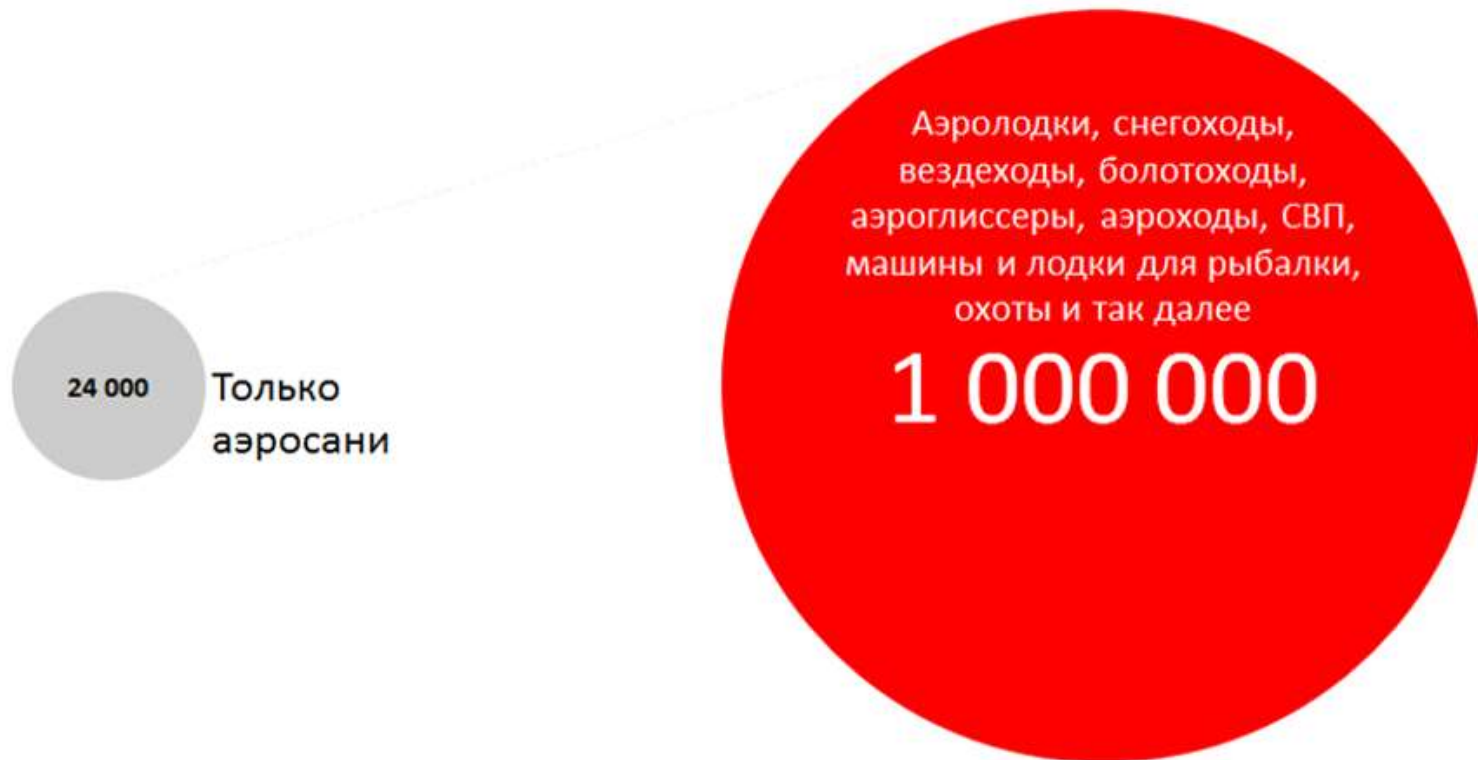 24 000
Только
аэросани
Аэролодки, снегоходы,
вездеходы, болотоходы,
аэроглиссеры, аэроходы, СВП,
машины и лодки для рыбалки,
охоты и так далее
1 000 000